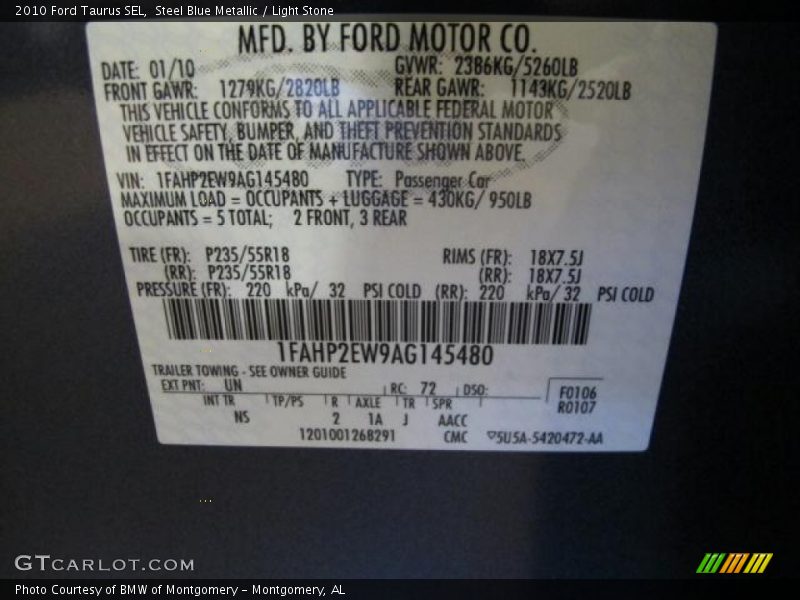 2010 Ford Taurus SEL, Steel Blue Metallic / Light Stone
MFD. BY FORD MOTOR CO.
DATE: 01/10 GVWR: 2386KG/5260LB
FRONT GAWR: 1279KG/2820LB REAR GAWR: 1143KG/2520LB
THIS VEHICLE CONFORMS TO ALL APPLICABLE FEDERAL MOTOR
VEHICLE SAFETY, BUMPER, AND THEFT PREVENTION STANDARDS
IN EFFECT ON THE DATE OF MANUFACTURE SHOWN ABOVE.
VIN: 1FAHP2EW9AG145480 TYPE: Passenger Car
MAXIMUM LOAD = OCCUPANTS + LUGGAGE = 430KG/ 950LB
OCCUPANTS = 5 TOTAL; 2 FRONT, 3 REAR
TIRE (FR): P235/55R18 RIMS (FR): 18X7.5J
(RR): P235/55R18 (RR): 18X7.5J
PRESSURE (FR): 220 kPa/ 32 PSI COLD (RR): 220 kPa/ 32 PSI COLD
1FAHP2EW9AG145480
TRAILER TOWING - SEE OWNER GUIDE
EXT PNT: UN RC: 72 DSO: F0106
INT TR TP/PS R AXLE TR SPR R0107
NS 2 1A J AACC
1201001268291 CMC 5U5A-5420472-AA
GTCARLOT.COM
Photo Courtesy of BMW of Montgomery - Montgomery, AL